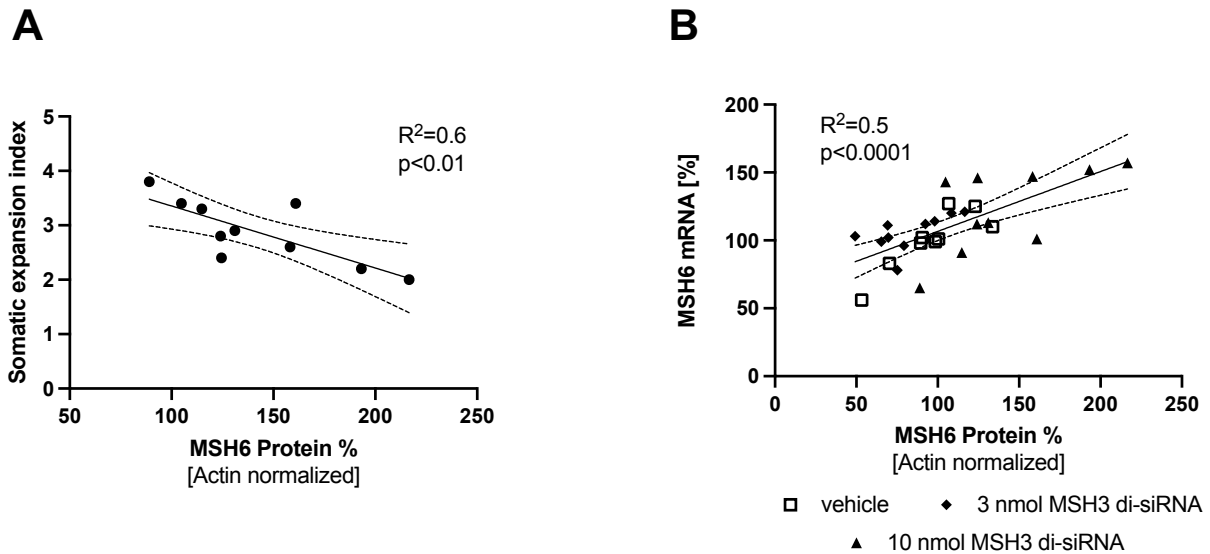 A
Somatic expansion index
5
4
3
2
1
0
R²=0.6
p<0.01
50 100 150 200 250
MSH6 Protein %
[Actin normalized]
B
MSH6 mRNA [%]
200
150
100
50
0
R²=0.5
p<0.0001
0 50 100 150 200 250
MSH6 Protein %
[Actin normalized]
vehicle 3 nmol MSH3 di-siRNA
10 nmol MSH3 di-siRNA